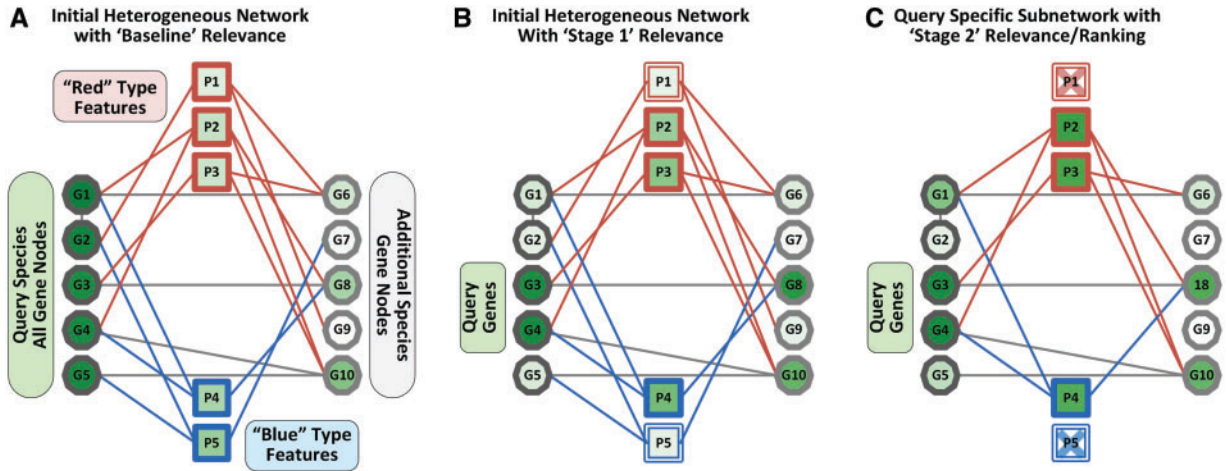 A
Initial Heterogeneous Network
with ‘Baseline’ Relevance
“Red” Type
Features
P1
P2
P3
Query Species
All Gene Nodes
G1
G2
G3
G4
G5
G6
G7
G8
G9
G10
Additional Species
Gene Nodes
P4
P5
“Blue” Type
Features
B
Initial Heterogeneous Network
With ‘Stage 1’ Relevance
P1
P2
P3
G1
G2
G3
G4
G5
Query
Genes
G6
G7
G8
G9
G10
P4
P5
C
Query Specific Subnetwork with
‘Stage 2’ Relevance/Ranking
P1
P2
P3
G1
G2
G3
G4
G5
Query
Genes
G6
G7
18
G9
G10
P4
P5